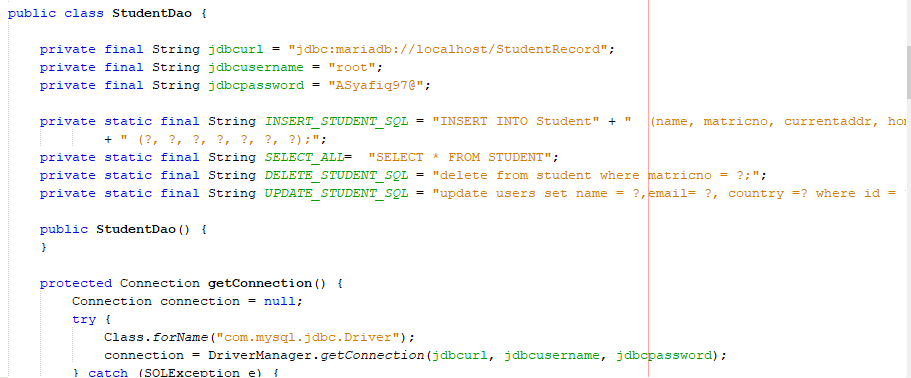 public class StudentDao {
private final String jdbcurl = "jdbc:mariadb://localhost/StudentRecord";
private final String jdbcusername = "root";
private final String jdbcpassword = "ASyafiq97@";
private static final String INSERT_STUDENT_SQL = "INSERT INTO Student" + "  (name, matricno, currentaddr, 
+ " (?, ?, ?, ?, ?, ?, ?);";
private static final String SELECT_ALL=  "SELECT * FROM STUDENT";
private static final String DELETE_STUDENT_SQL = "delete from student where matricno = ?;";
private static final String UPDATE_STUDENT_SQL = "update users set name = ?,email= ?, country =? where id =
public StudentDao() {
}
protected Connection getConnection() {
Connection connection = null;
try {
Class.forName("com.mysql.jdbc.Driver");
connection = DriverManager.getConnection(jdbcurl, jdbcusername, jdbcpassword);
} catch (SQLException e) {